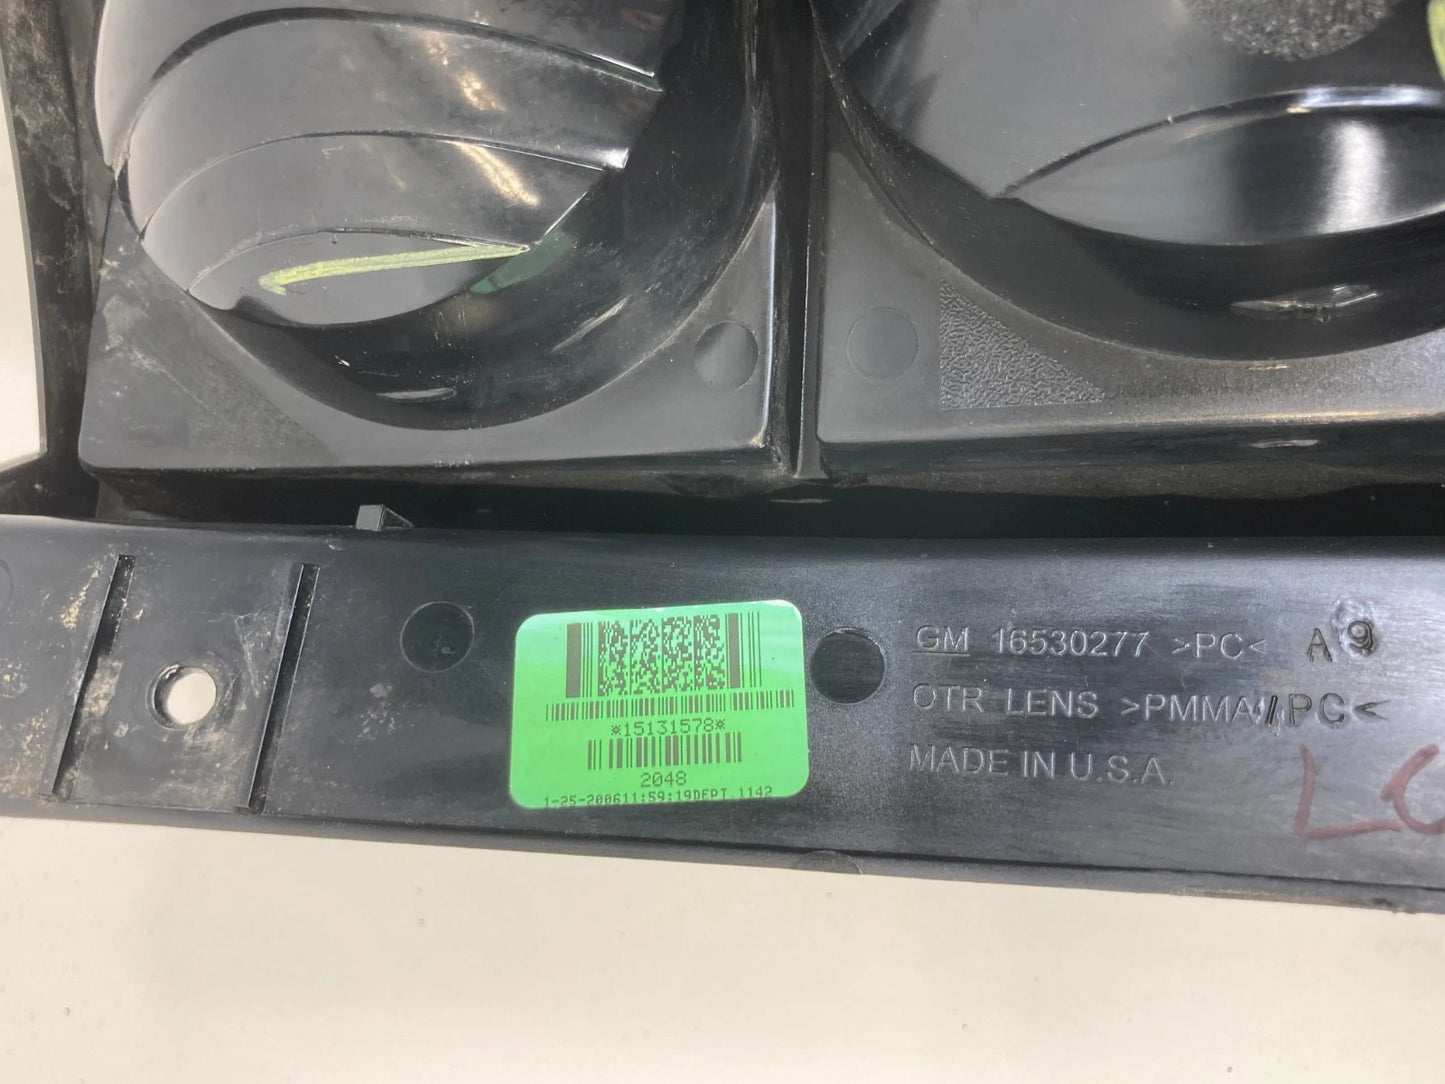 *15131578*
2048
1-25-200611:59:19DEPT.1142
GM 16530277 >PC< A9
OTR LENS >PMMA/PC<
MADE IN U.S.A.